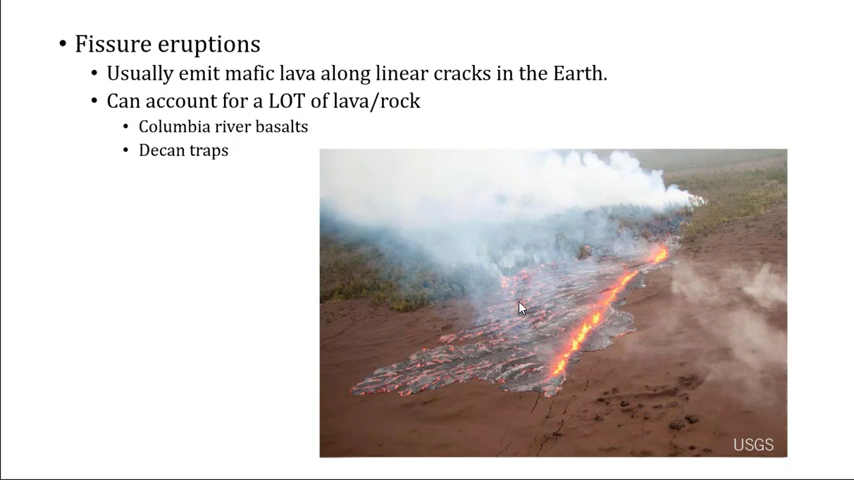 • Fissure eruptions
• Usually emit mafic lava along linear cracks in the Earth.
• Can account for a LOT of lava/rock
• Columbia river basalts
• Decan traps
USGS